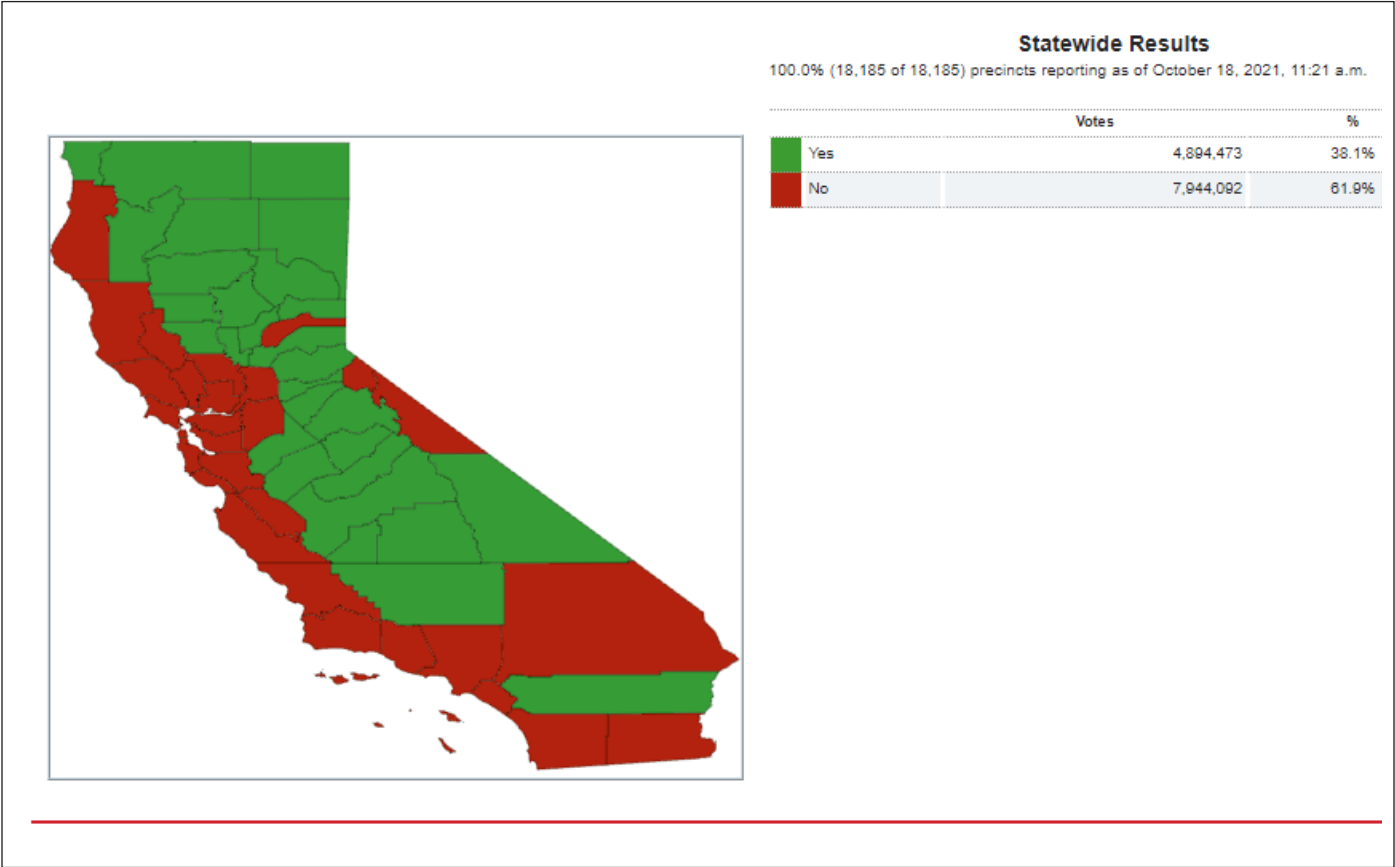 Statewide Results
100.0% (18,185 of 18,185) precincts reporting as of October 18, 2021, 11:21 a.m.
Votes %
Yes 4,894,473 38.1%
No 7,944,092 61.9%